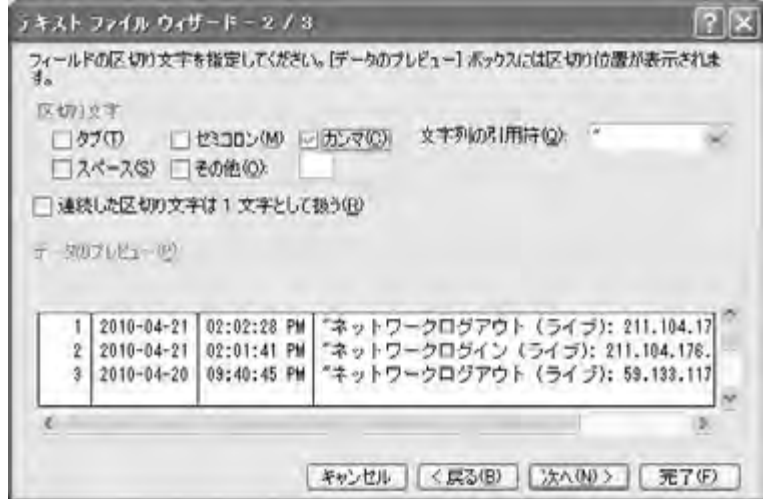 テキスト ファイル ウィザード - 2 / 3
フィールドの区切り文字を指定してください。[データのプレビュー] ボックスには区切り位置が表示されます。
区切り文字
タブ(T) セミコロン(M) カンマ(C) 文字列の引用符(Q): "
スペース(S) その他(O):
連続した区切り文字は 1 文字として扱う(R)
データのプレビュー(P)
1 2010-04-21 02:02:28 PM "ネットワークログアウト (ライブ): 211.104.17
2 2010-04-21 02:01:41 PM "ネットワークログイン (ライブ): 211.104.176.
3 2010-04-20 09:40:45 PM "ネットワークログアウト (ライブ): 59.133.117
キャンセル < 戻る(B) 次へ(N) > 完了(F)